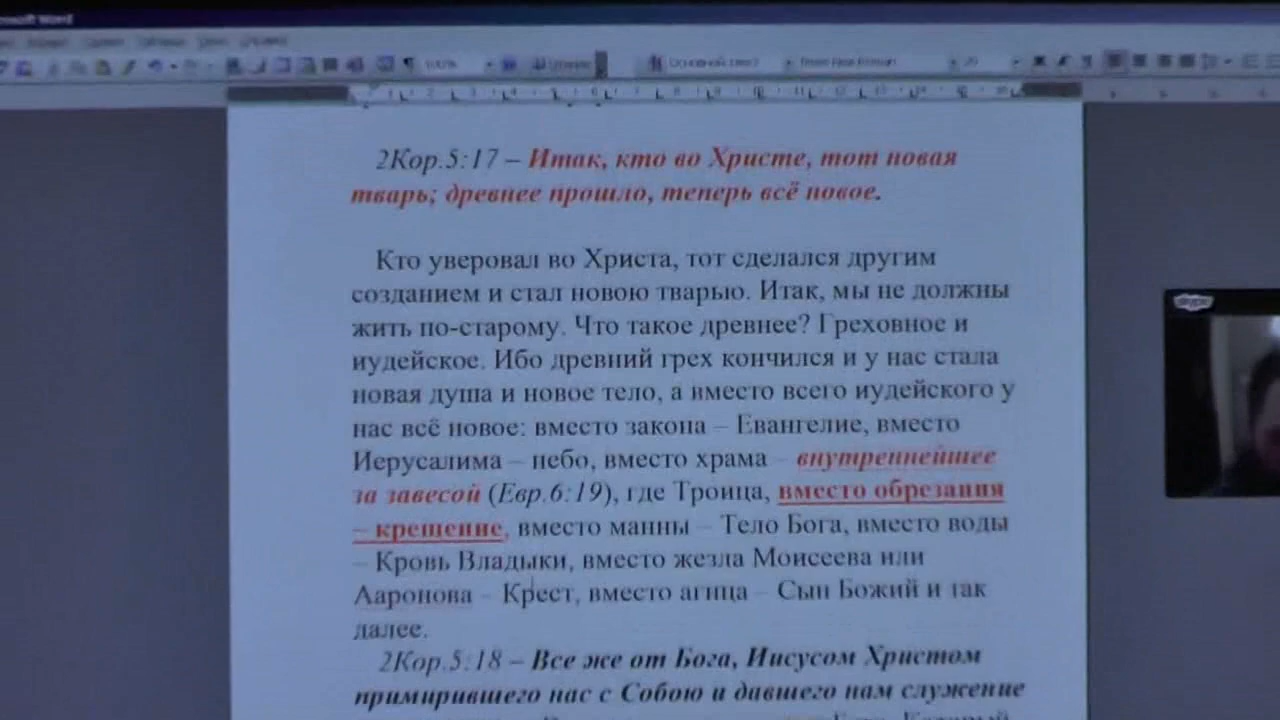 Word
100%
2Кор.5:17 – Итак, кто во Христе, тот новая
тварь; древнее прошло, теперь всё новое.
Кто уверовал во Христа, тот сделался другим
созданием и стал новою тварью. Итак, мы не должны
жить по-старому. Что такое древнее? Греховное и
иудейское. Ибо древний грех кончился и у нас стала
новая душа и новое тело, а вместо всего иудейского у
нас всё новое: вместо закона – Евангелие, вместо
Иерусалима – небо, вместо храма – внутреннейшее
за завесой (Евр.6:19), где Троица, вместо обрезания
– крещение, вместо манны – Тело Бога, вместо воды
– Кровь Владыки, вместо жезла Моисеева или
Ааронова – Крест, вместо агнца – Сын Божий и так
далее.
2Кор.5:18 – Все же от Бога, Иисусом Христом
примирившего нас с Собою и давшего нам служение
skype